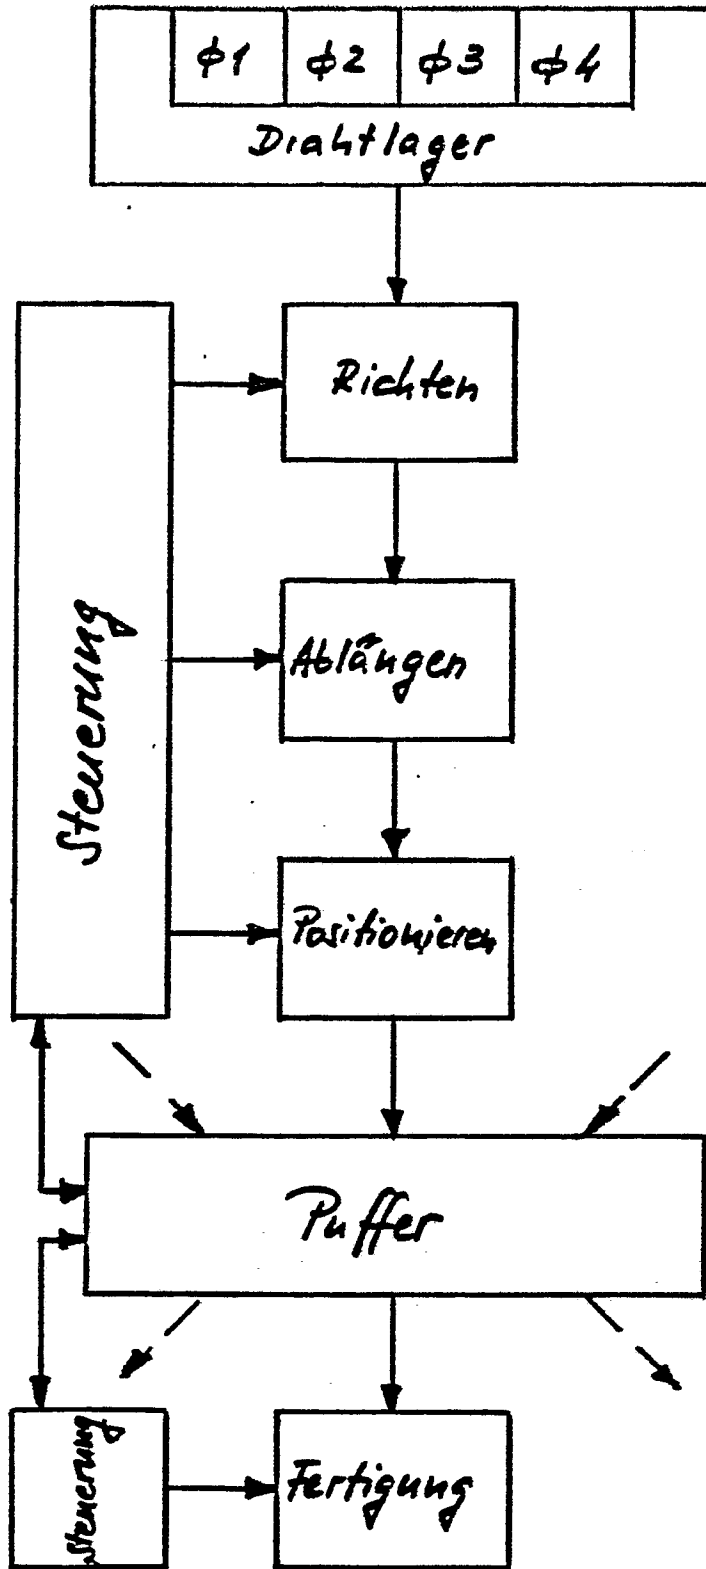 ϕ1 ϕ2 ϕ3 ϕ4
Drahtlager
Richten
Steuerung
Ablängen
Positionieren
Puffer
Steuerung
Fertigung